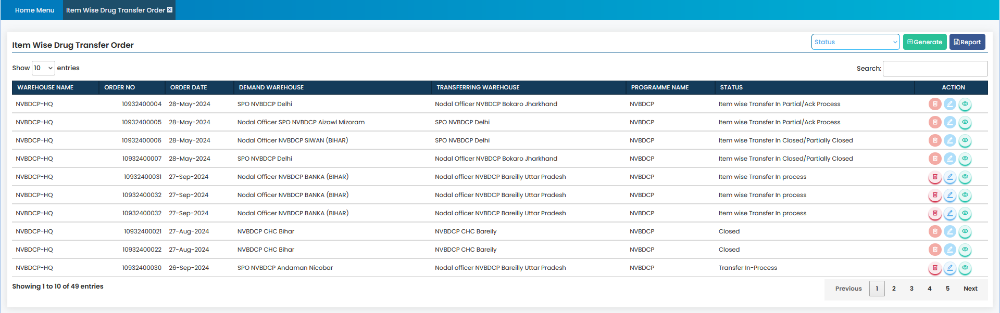 Home Menu Item Wise Drug Transfer Order
Item Wise Drug Transfer Order Status Generate Report
Show 10 entries Search:
WAREHOUSE NAME ORDER NO ORDER DATE DEMAND WAREHOUSE TRANSFERRING WAREHOUSE PROGRAMME NAME STATUS ACTION
NVBDCP-HQ 10932400004 28-May-2024 SPO NVBDCP Delhi Nodal Officer NVBDCP Bokaro Jharkhand NVBDCP Item wise Transfer In Partial/Ack Process
NVBDCP-HQ 10932400005 28-May-2024 Nodal Officer SPO NVBDCP Aizawl Mizoram SPO NVBDCP Delhi NVBDCP Item wise Transfer In Partial/Ack Process
NVBDCP-HQ 10932400006 28-May-2024 Nodal Officer NVBDCP SIWAN (BIHAR) SPO NVBDCP Delhi NVBDCP Item wise Transfer In Closed/Partially Closed
NVBDCP-HQ 10932400007 28-May-2024 SPO NVBDCP Delhi Nodal Officer NVBDCP Bokaro Jharkhand NVBDCP Item wise Transfer In Closed/Partially Closed
NVBDCP-HQ 10932400031 27-Sep-2024 Nodal Officer NVBDCP BANKA (BIHAR) Nodal officer NVBDCP Bareilly Uttar Pradesh NVBDCP Item wise Transfer In process
NVBDCP-HQ 10932400032 27-Sep-2024 Nodal Officer NVBDCP BANKA (BIHAR) Nodal officer NVBDCP Bareilly Uttar Pradesh NVBDCP Item wise Transfer In process
NVBDCP-HQ 10932400032 27-Sep-2024 Nodal Officer NVBDCP BANKA (BIHAR) Nodal officer NVBDCP Bareilly Uttar Pradesh NVBDCP Item wise Transfer In process
NVBDCP-HQ 10932400021 27-Aug-2024 NVBDCP CHC Bihar NVBDCP CHC Bareily NVBDCP Closed
NVBDCP-HQ 10932400022 27-Aug-2024 NVBDCP CHC Bihar NVBDCP CHC Bareily NVBDCP Closed
NVBDCP-HQ 10932400030 26-Sep-2024 SPO NVBDCP Andaman Nicobar Nodal officer NVBDCP Bareilly Uttar Pradesh NVBDCP Transfer In-Process
Showing 1 to 10 of 49 entries Previous 1 2 3 4 5 Next